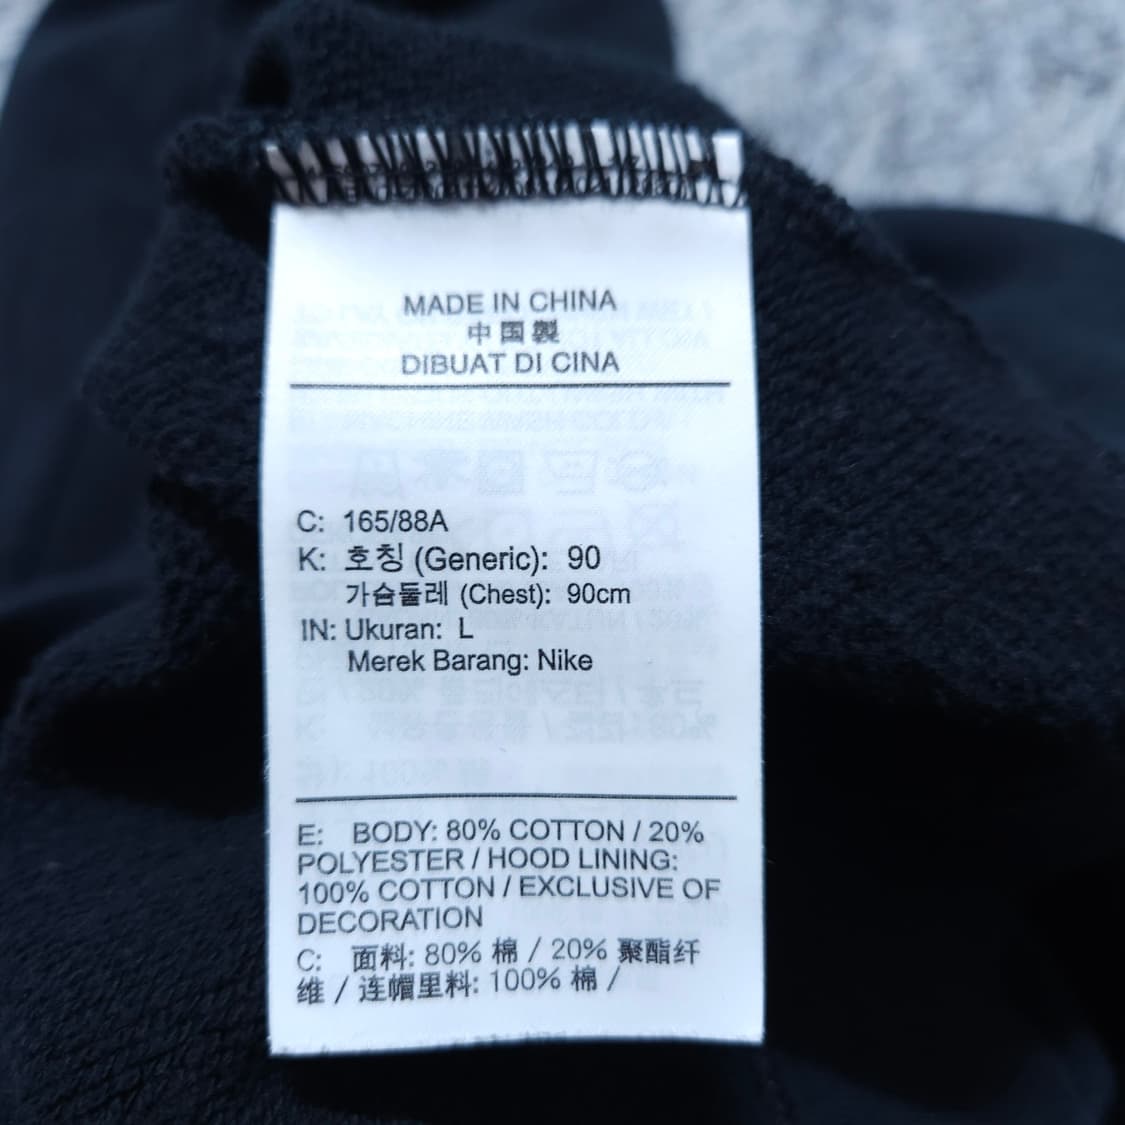 MADE IN CHINA
中国製
DIBUAT DI CINA
C: 165/88A
K: 호칭 (Generic): 90
가슴둘레 (Chest): 90cm
IN: Ukuran: L
Merek Barang: Nike
E: BODY: 80% COTTON / 20%
POLYESTER / HOOD LINING:
100% COTTON / EXCLUSIVE OF
DECORATION
C: 面料: 80% 棉 / 20% 聚酯纤
维 / 连帽里料: 100% 棉 /